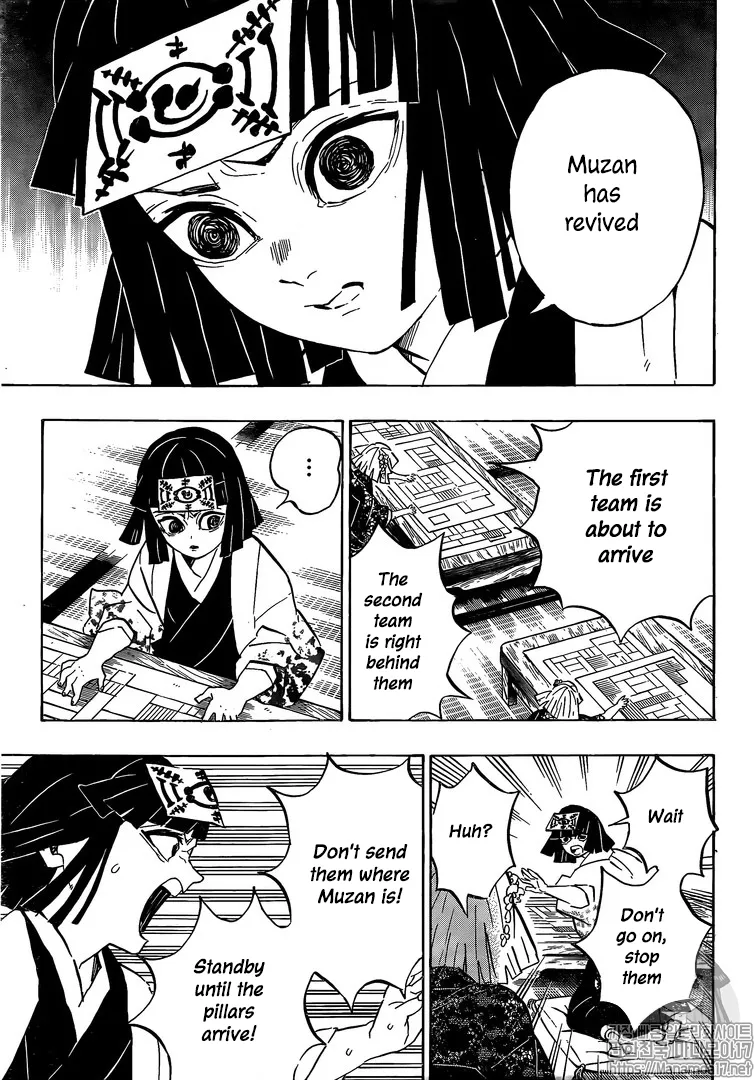 Muzan
has
revived
The first
team is
about to
arrive
The
second
team
is right
behind
them
...
Wait
Huh?
Don't
go on,
stop
them
Don't send
them where
Muzan is!
Standby
until the
pillars
arrive!